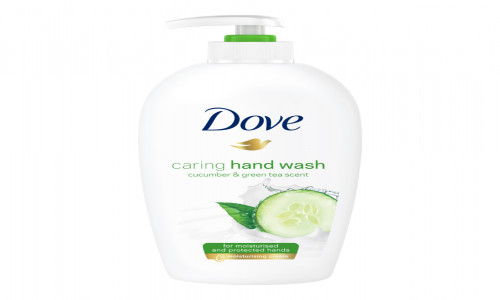 Dove
caring hand wash
cucumber & green tea scent
for moisturised
and protected hands
moisturising cream